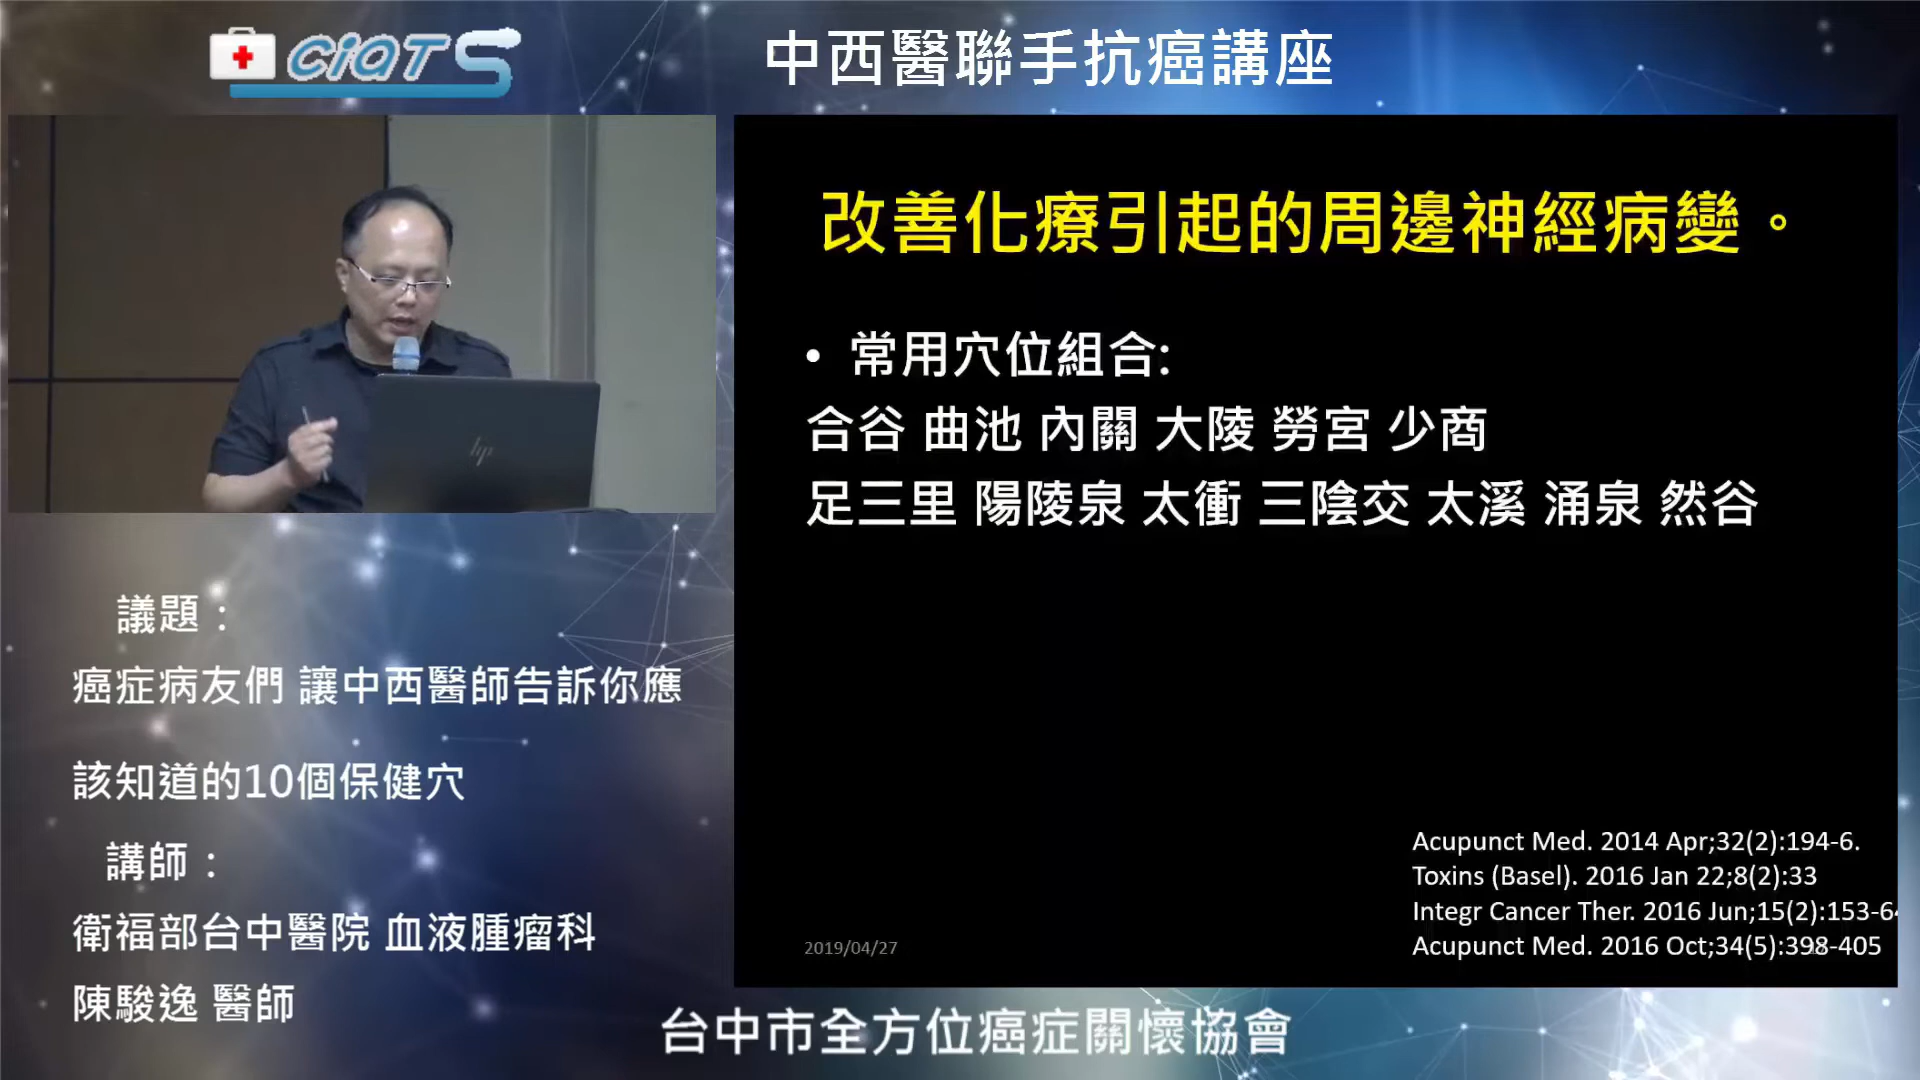 CiQTS
中西醫聯手抗癌講座
改善化療引起的周邊神經病變。
• 常用穴位組合:
合谷 曲池 內關 大陵 勞宮 少商
足三里 陽陵泉 太衝 三陰交 太溪 涌泉 然谷
Acupunct Med. 2014 Apr;32(2):194-6.
Toxins (Basel). 2016 Jan 22;8(2):33
Integr Cancer Ther. 2016 Jun;15(2):153-6
Acupunct Med. 2016 Oct;34(5):398-405
2019/04/27
hp
議題：
癌症病友們 讓中西醫師告訴你應
該知道的10個保健穴
講師：
衛福部台中醫院 血液腫瘤科
陳駿逸 醫師
台中市全方位癌症關懷協會